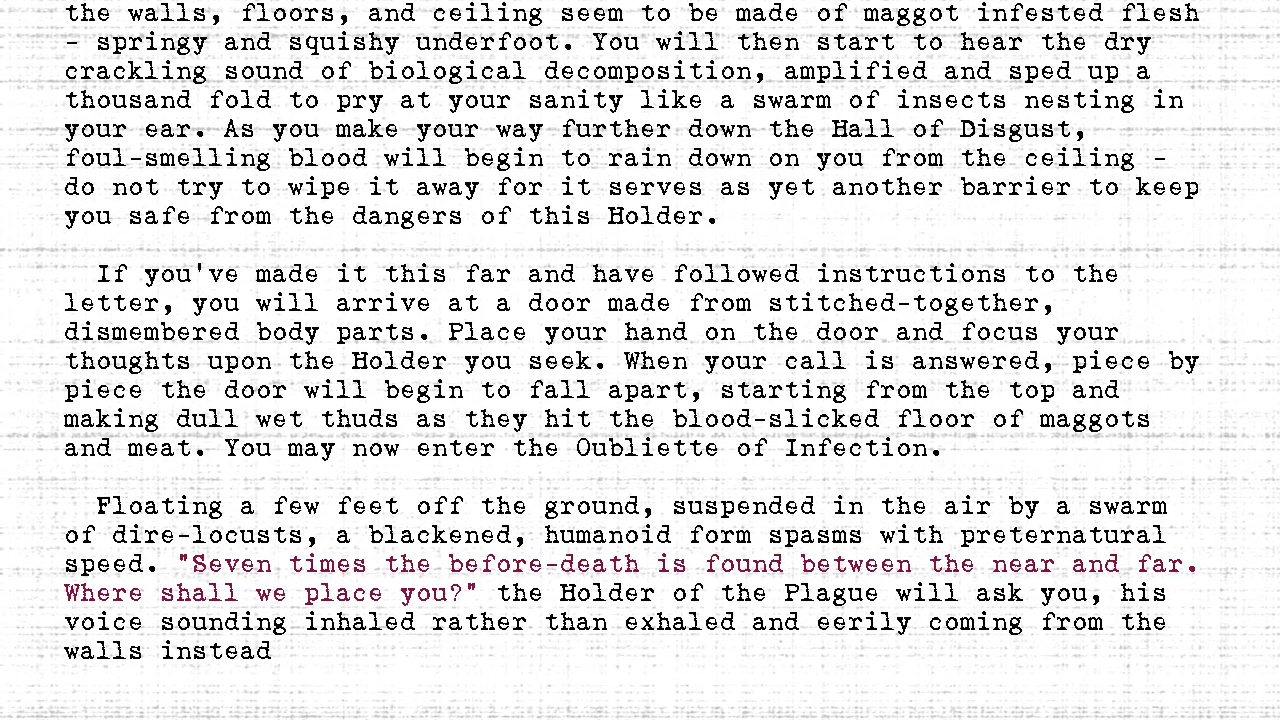 the walls, floors, and ceiling seem to be made of maggot infested flesh
- springy and squishy underfoot. You will then start to hear the dry
crackling sound of biological decomposition, amplified and sped up a
thousand fold to pry at your sanity like a swarm of insects nesting in
your ear. As you make your way further down the Hall of Disgust,
foul-smelling blood will begin to rain down on you from the ceiling -
do not try to wipe it away for it serves as yet another barrier to keep
you safe from the dangers of this Holder.
If you've made it this far and have followed instructions to the
letter, you will arrive at a door made from stitched-together,
dismembered body parts. Place your hand on the door and focus your
thoughts upon the Holder you seek. When your call is answered, piece by
piece the door will begin to fall apart, starting from the top and
making dull wet thuds as they hit the blood-slicked floor of maggots
and meat. You may now enter the Oubliette of Infection.
Floating a few feet off the ground, suspended in the air by a swarm
of dire-locusts, a blackened, humanoid form spasms with preternatural
speed. "Seven times the before-death is found between the near and far.
Where shall we place you?" the Holder of the Plague will ask you, his
voice sounding inhaled rather than exhaled and eerily coming from the
walls instead